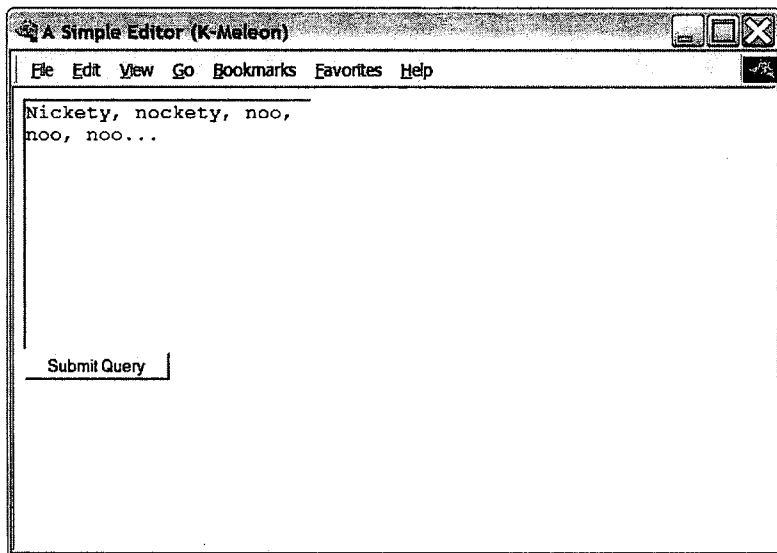 A Simple Editor (K-Meleon)
File Edit View Go Bookmarks Favorites Help
Nickety, nockety, noo,
noo, noo...
Submit Query